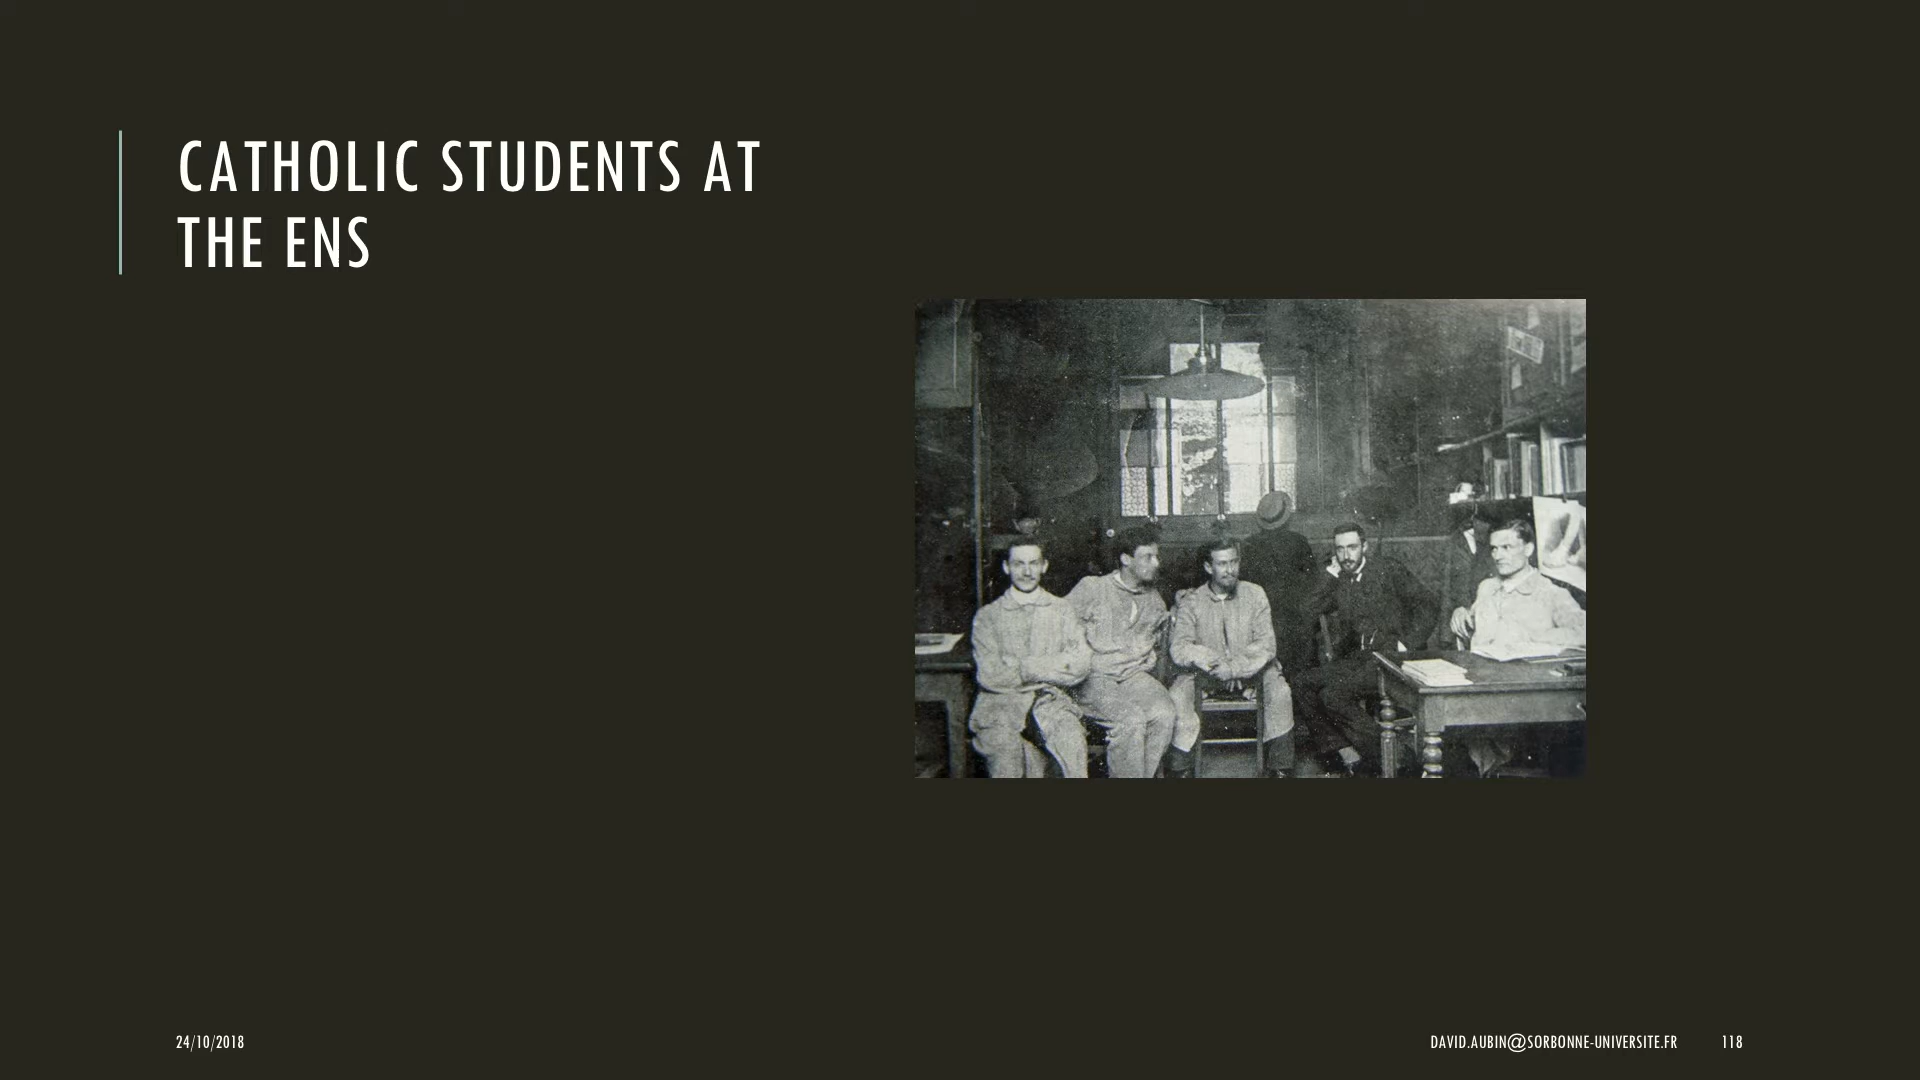 CATHOLIC STUDENTS AT
THE ENS
24/10/2018
DAVID.AUBIN@SORBONNE-UNIVERSITE.FR
118